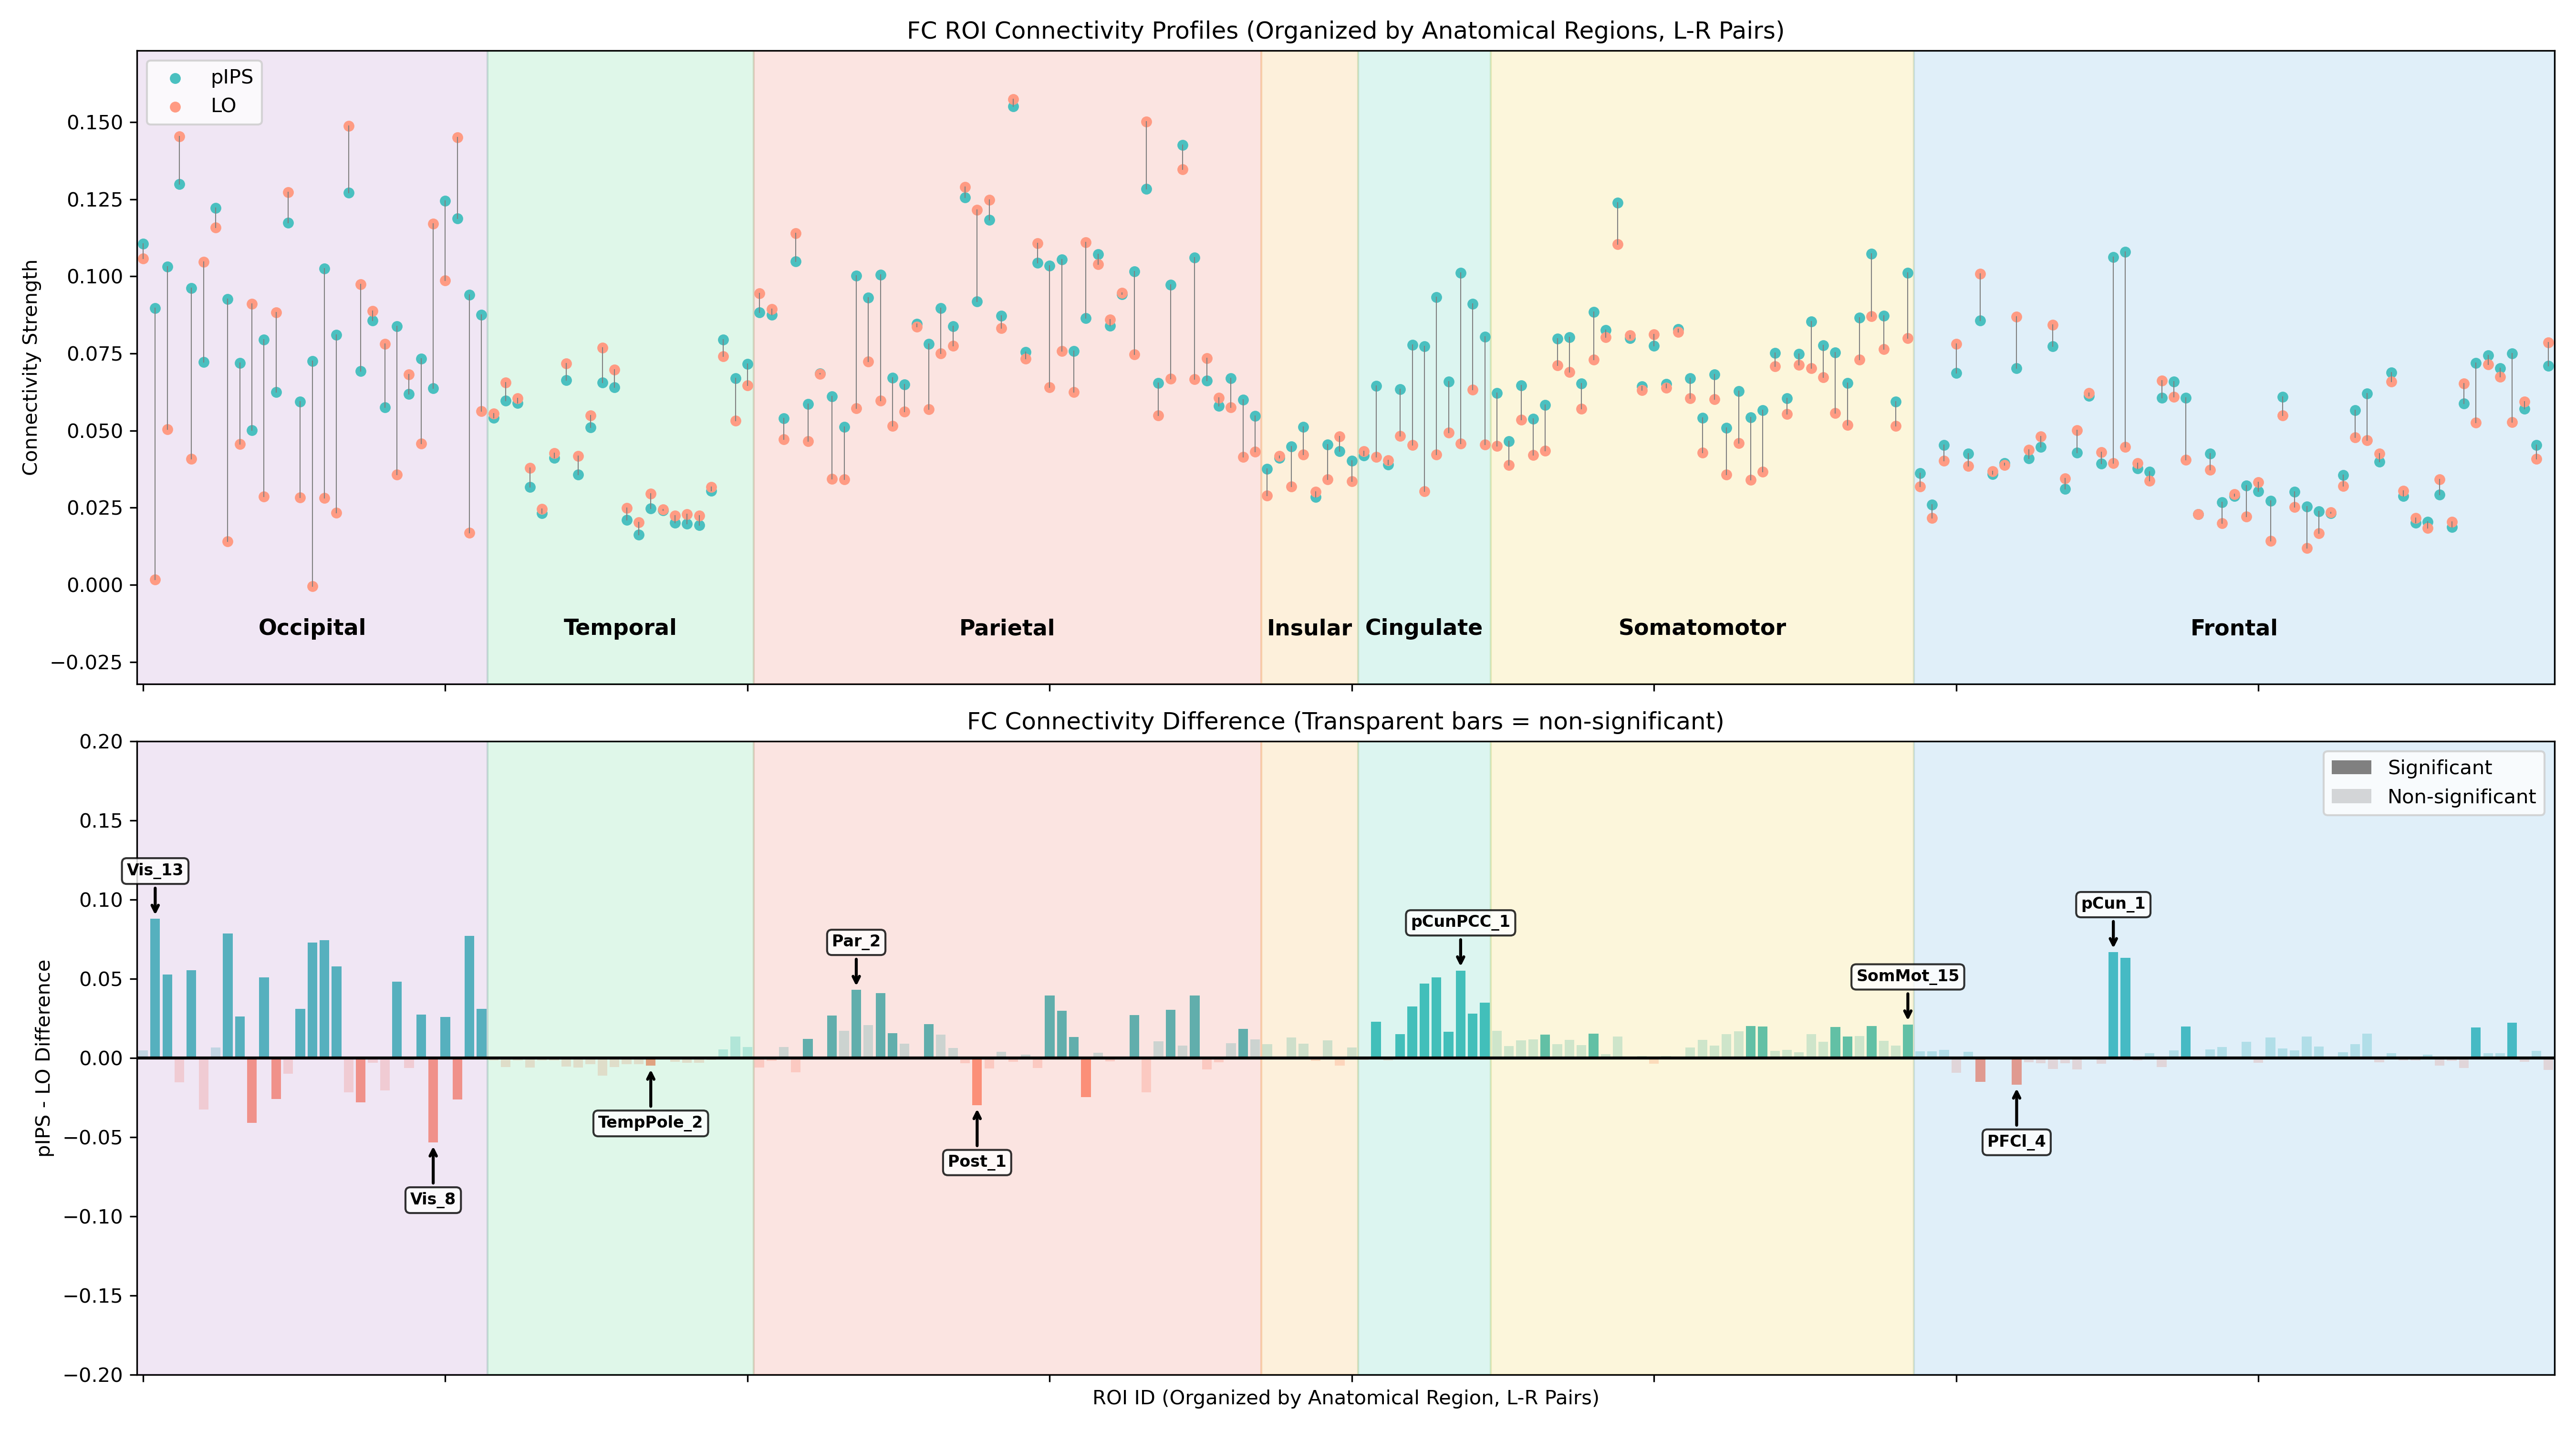 FC ROI Connectivity Profiles (Organized by Anatomical Regions, L-R Pairs)
pIPS
LO
Connectivity Strength
0.150
0.125
0.100
0.075
0.050
0.025
0.000
−0.025
Occipital
Temporal
Parietal
Insular
Cingulate
Somatomotor
Frontal
FC Connectivity Difference (Transparent bars = non-significant)
Significant
Non-significant
pIPS - LO Difference
0.20
0.15
0.10
0.05
0.00
−0.05
−0.10
−0.15
−0.20
Vis_13
Vis_8
TempPole_2
Par_2
Post_1
pCunPCC_1
SomMot_15
pCun_1
PFCl_4
ROI ID (Organized by Anatomical Region, L-R Pairs)